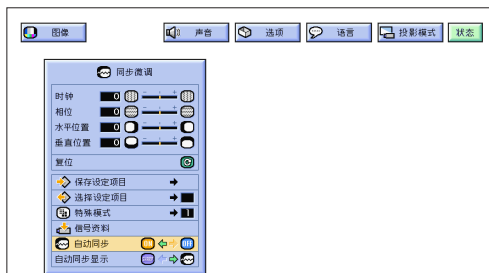 图像 声音 选项 语言 投影模式 状态
同步微调
时钟 0
相位 0
水平位置 0
垂直位置 0
复位
保存设定项目
选择设定项目
特殊模式 1
信号资料
自动同步 OFF
自动同步显示